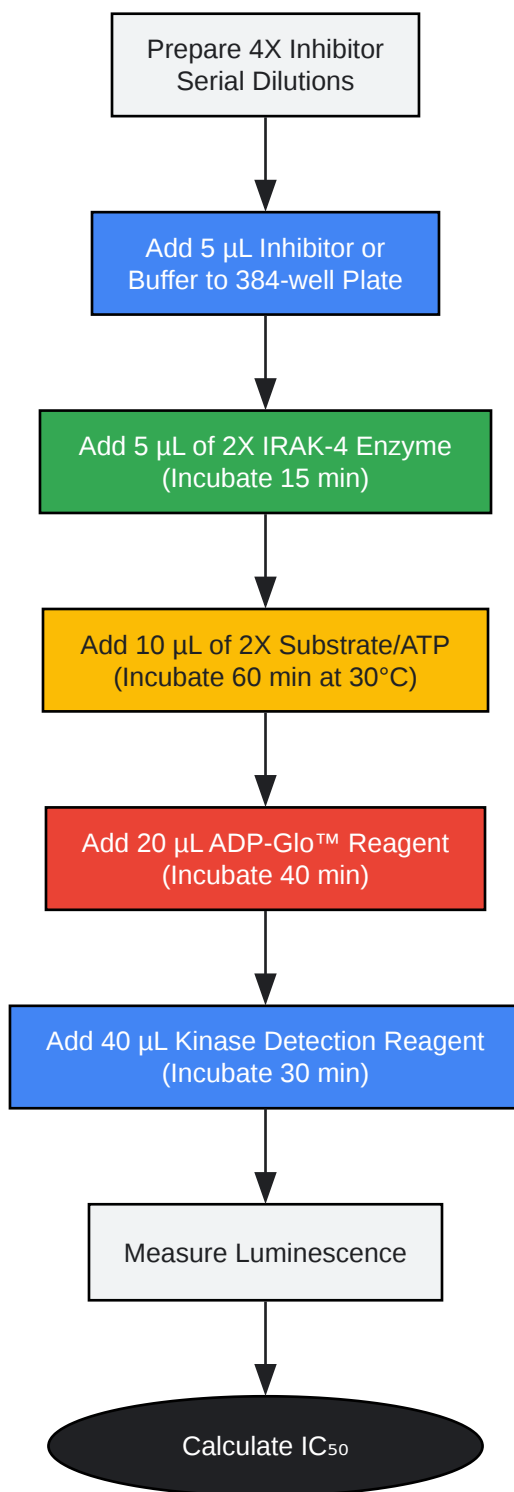 Prepare 4X Inhibitor
Serial Dilutions
Add 5 µL Inhibitor or
Buffer to 384-well Plate
Add 5 µL of 2X IRAK-4 Enzyme
(Incubate 15 min)
Add 10 µL of 2X Substrate/ATP
(Incubate 60 min at 30°C)
Add 20 µL ADP-Glo™ Reagent
(Incubate 40 min)
Add 40 µL Kinase Detection Reagent
(Incubate 30 min)
Measure Luminescence
Calculate IC₅₀